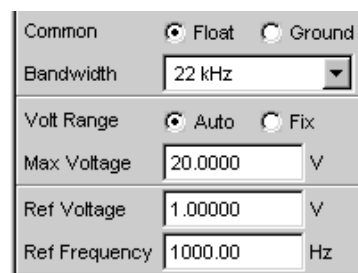 Common Float Ground
Bandwidth 22 kHz
Volt Range Auto Fix
Max Voltage 20.0000 V
Ref Voltage 1.00000 V
Ref Frequency 1000.00 Hz